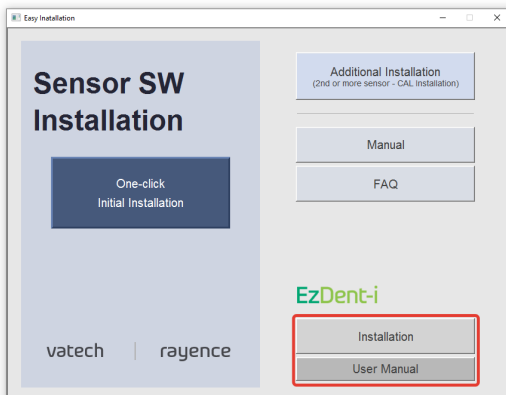 Easy Inatallation
Sensor SW
Installation
One-click
Initial Installation
vatech
rayence
Additional Installation
(2nd or more sensor - CAL Installation)
Manual
FAQ
EzDent-i
Installation
User Manual